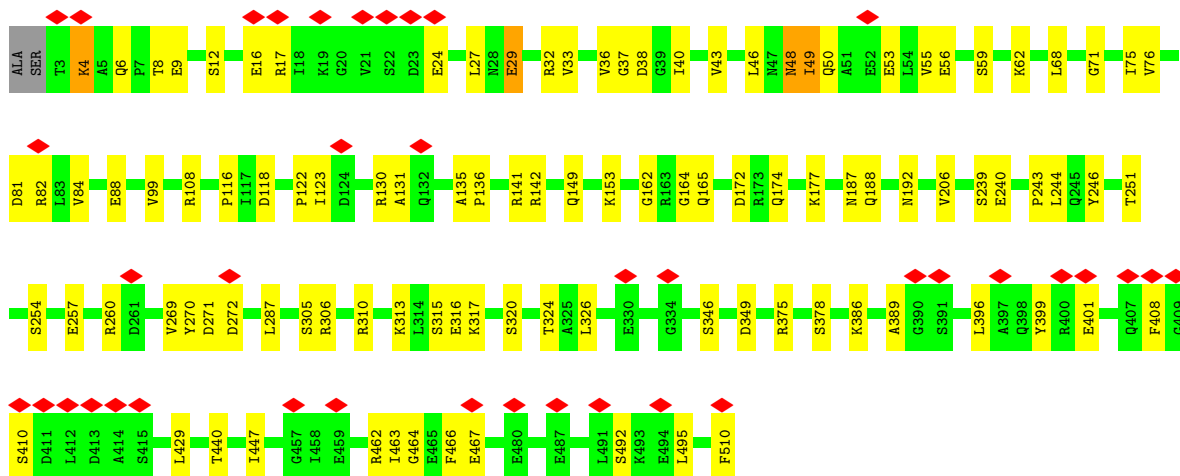 ALA SER T3 K4 A5 Q6 P7 T8 E9 S12 E16 R17 I18 K19 G20 V21 S22 D23 E24 L27 N28 E29 R32 V33 V36 G37 D38 G39 I40 V43 L46 N47 N48 I49 Q50 A51 E52 E53 L54 V55 E56 S59 K62 L68 G71 I75 V76
D81 R82 L83 V84 E88 V99 R108 P116 I117 D118 P122 I123 D124 R130 A131 Q132 A135 P136 R141 R142 Q149 K153 G162 R163 G164 Q165 D172 R173 Q174 K177 N187 Q188 N192 V206 S239 E240 P243 L244 Q245 Y246 T251
S254 E257 R260 D261 V269 Y270 D271 D272 L287 S305 R306 R310 K313 L314 S315 E316 K317 S320 T324 A325 L326 E330 G334 S346 D349 R375 S378 K386 A389 G390 S391 L396 A397 Q398 Y399 R400 E401 Q407 F408 G409
S410 D411 L412 D413 A414 S415 L429 T440 I447 G457 I458 E459 R462 I463 G464 E465 F466 E467 E480 E487 L491 S492 K493 E494 L495 F510